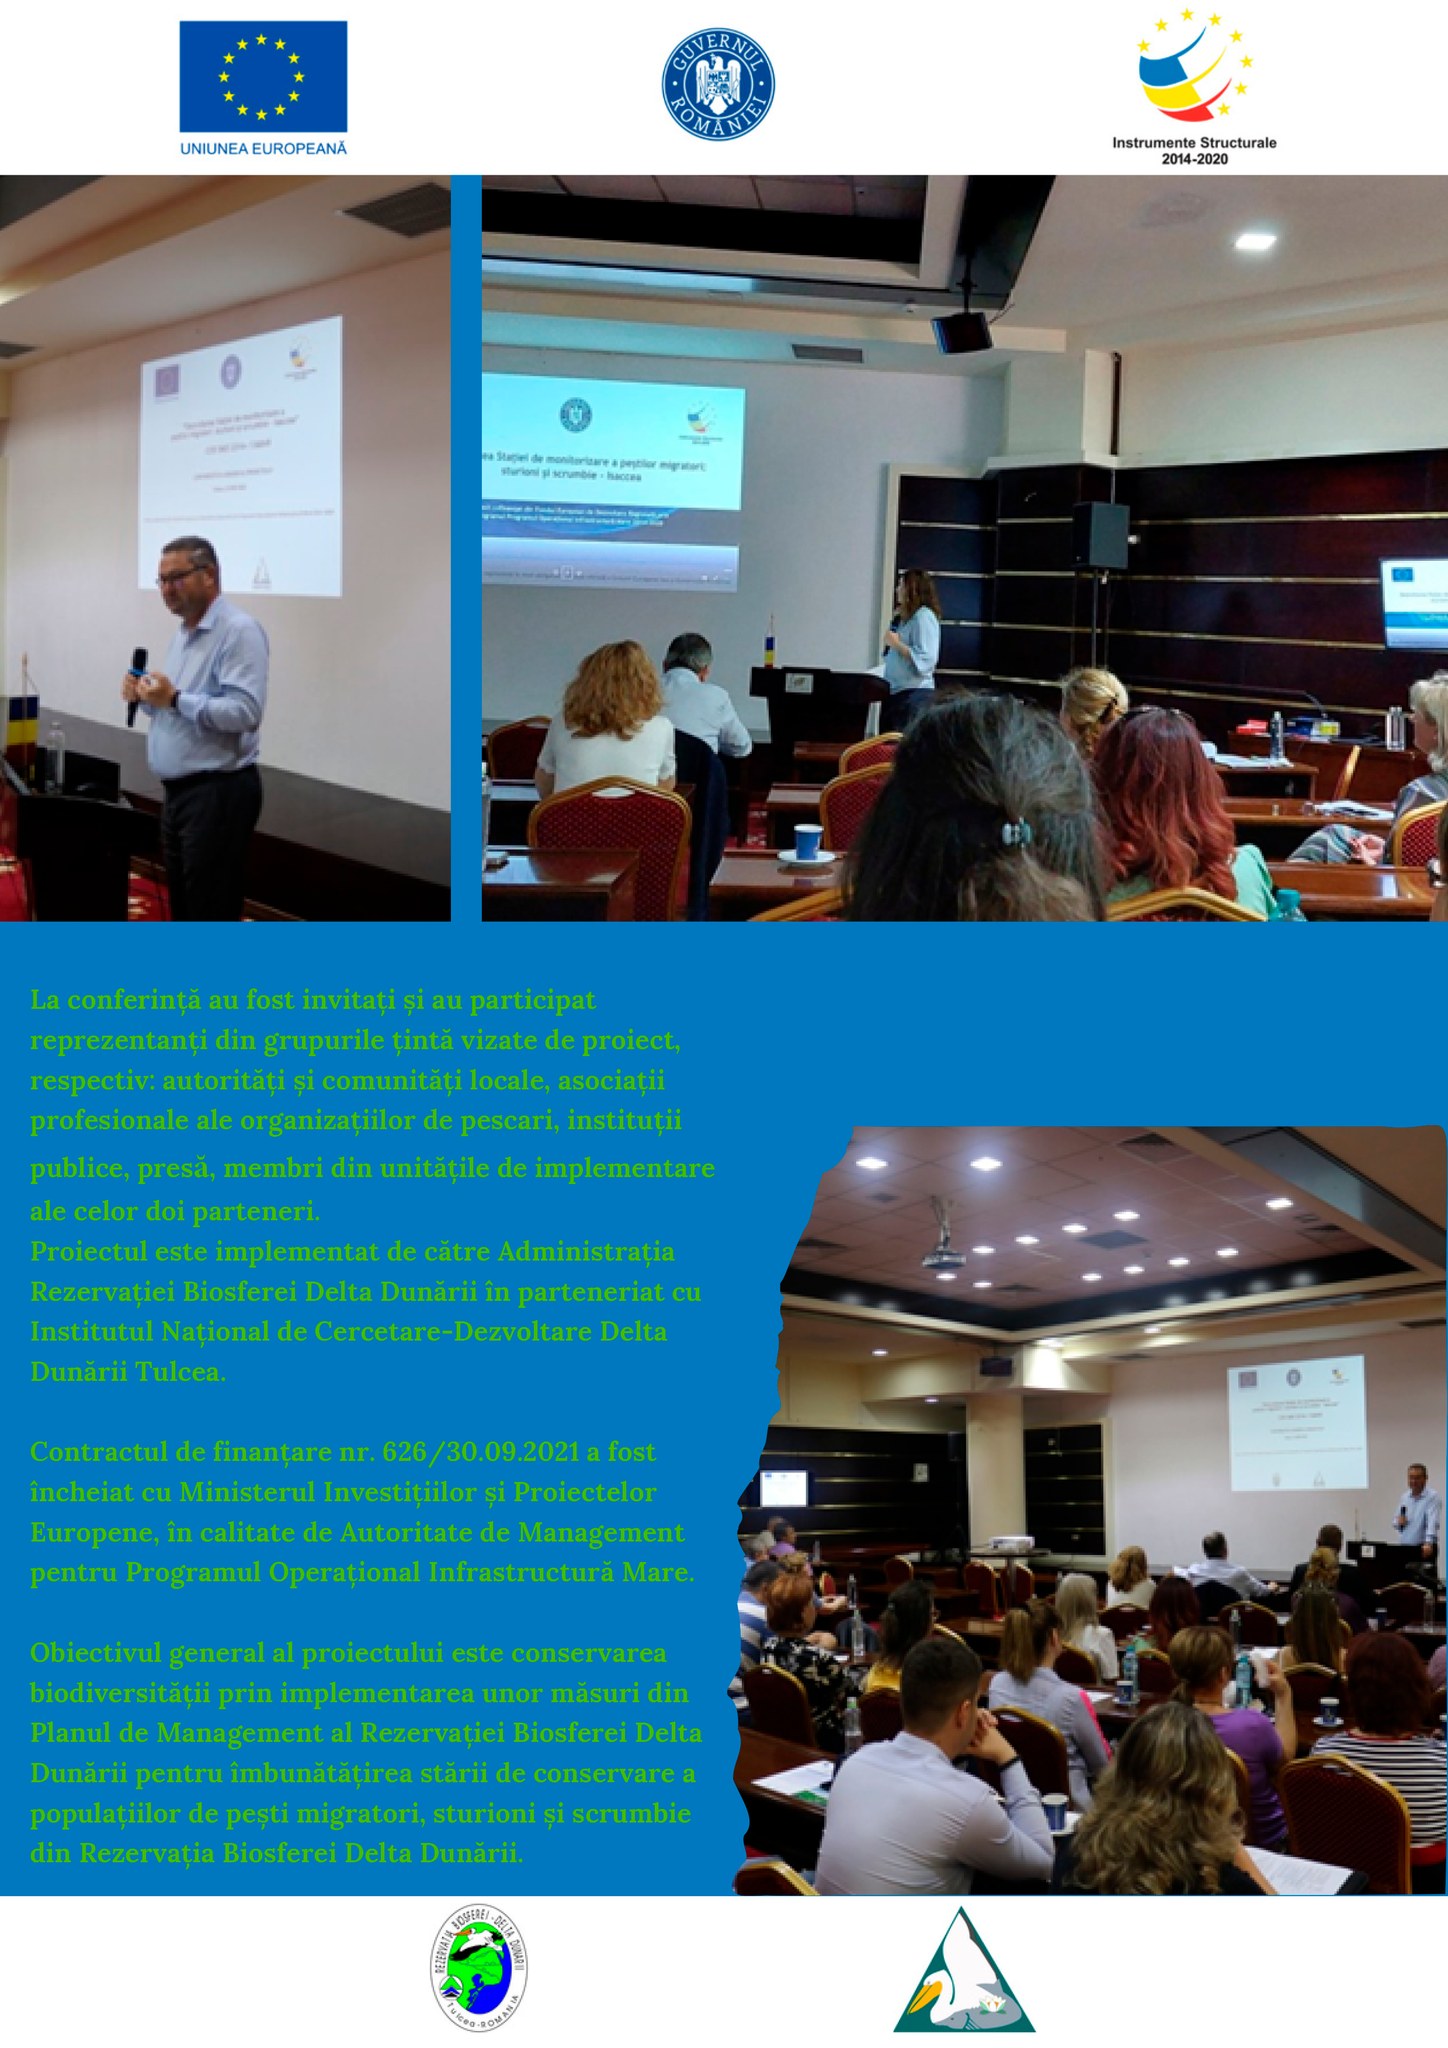 UNIUNEA EUROPEANĂ
GUVERNUL ROMÂNIEI
Instrumente Structurale
2014-2020
ea Stației de monitorizare a peștilor migratori;
sturioni și scrumbie - Isaccea
La conferință au fost invitați și au participat
reprezentanți din grupurile țintă vizate de proiect,
respectiv: autorități și comunități locale, asociații
profesionale ale organizațiilor de pescari, instituții
publice, presă, membri din unitățile de implementare
ale celor doi parteneri.
Proiectul este implementat de către Administrația
Rezervației Biosferei Delta Dunării în parteneriat cu
Institutul Național de Cercetare-Dezvoltare Delta
Dunării Tulcea.
Contractul de finanțare nr. 626/30.09.2021 a fost
încheiat cu Ministerul Investițiilor și Proiectelor
Europene, în calitate de Autoritate de Management
pentru Programul Operațional Infrastructură Mare.
Obiectivul general al proiectului este conservarea
biodiversității prin implementarea unor măsuri din
Planul de Management al Rezervației Biosferei Delta
Dunării pentru îmbunătățirea stării de conservare a
populațiilor de pești migratori, sturioni și scrumbie
din Rezervația Biosferei Delta Dunării.
REZERVATIA BIOSFEREI - DELTA DUNARII
Tulcea - ROMANIA